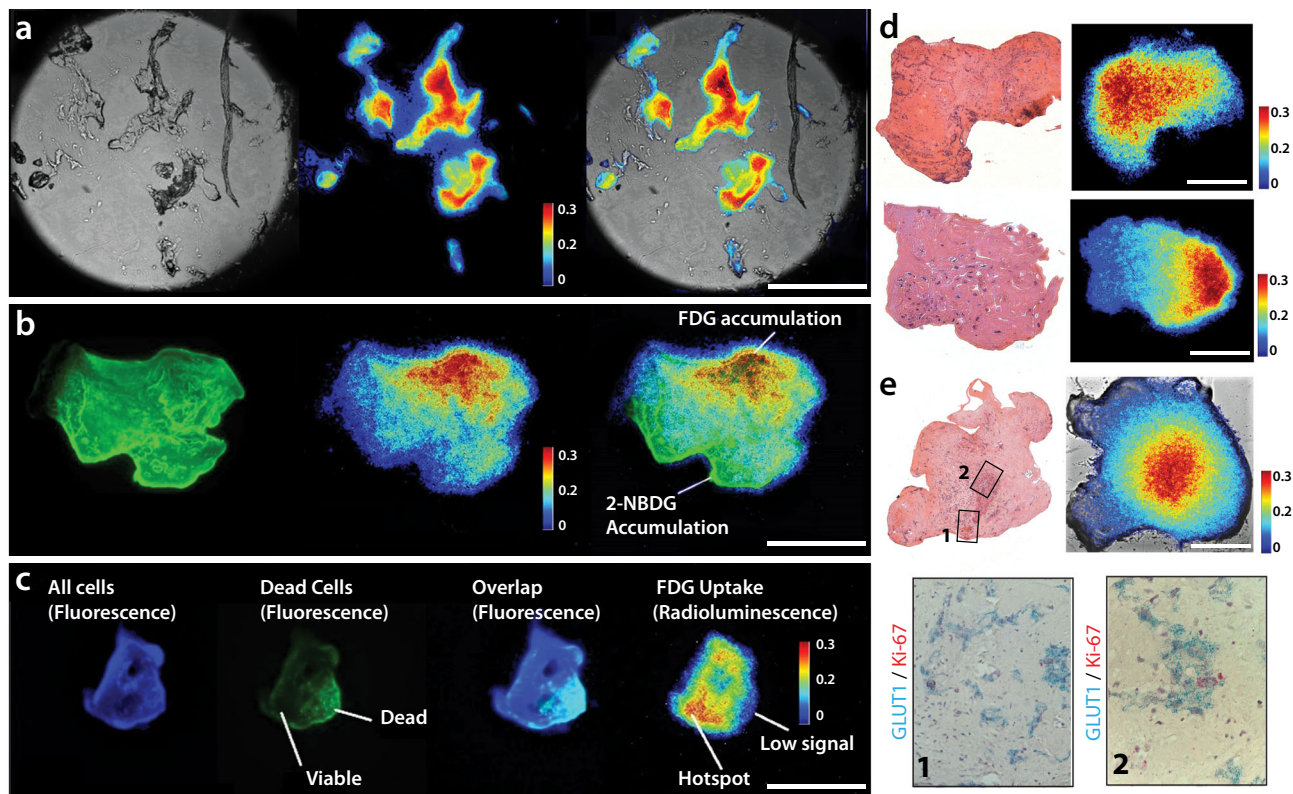 a
0.3
0.2
0
b
FDG accumulation
2-NBDG
Accumulation
0.3
0.2
0
c
All cells
(Fluorescence)
Dead Cells
(Fluorescence)
Overlap
(Fluorescence)
FDG Uptake
(Radioluminescence)
Dead
Viable
0.3
0.2
0
Low signal
Hotspot
d
0.3
0.2
0
0.3
0.2
0
e
2
1
0.3
0.2
0
GLUT1 / Ki-67
1
GLUT1 / Ki-67
2